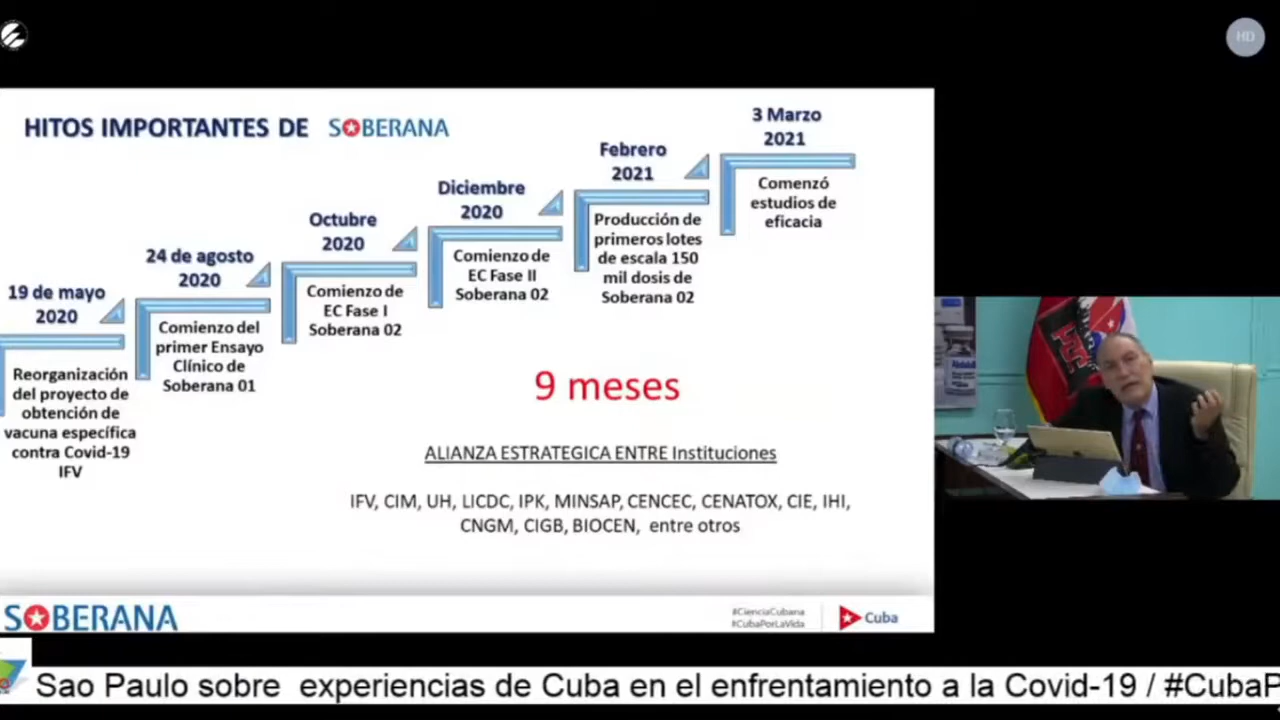 HD
HITOS IMPORTANTES DE SOBERANA
19 de mayo
2020
Reorganización
del proyecto de
obtención de
vacuna específica
contra Covid-19
IFV
24 de agosto
2020
Comienzo del
primer Ensayo
Clínico de
Soberana 01
Octubre
2020
Comienzo de
EC Fase I
Soberana 02
Diciembre
2020
Comienzo de
EC Fase II
Soberana 02
Febrero
2021
Producción de
primeros lotes
de escala 150
mil dosis de
Soberana 02
3 Marzo
2021
Comenzó
estudios de
eficacia
9 meses
ALIANZA ESTRATEGICA ENTRE Instituciones
IFV, CIM, UH, LICDC, IPK, MINSAP, CENCEC, CENATOX, CIE, IHI,
CNGM, CIGB, BIOCEN, entre otros
SOBERANA
#CienciaCubana
#CubaPorLaVida
Cuba
Sao Paulo sobre experiencias de Cuba en el enfrentamiento a la Covid-19 / #CubaP